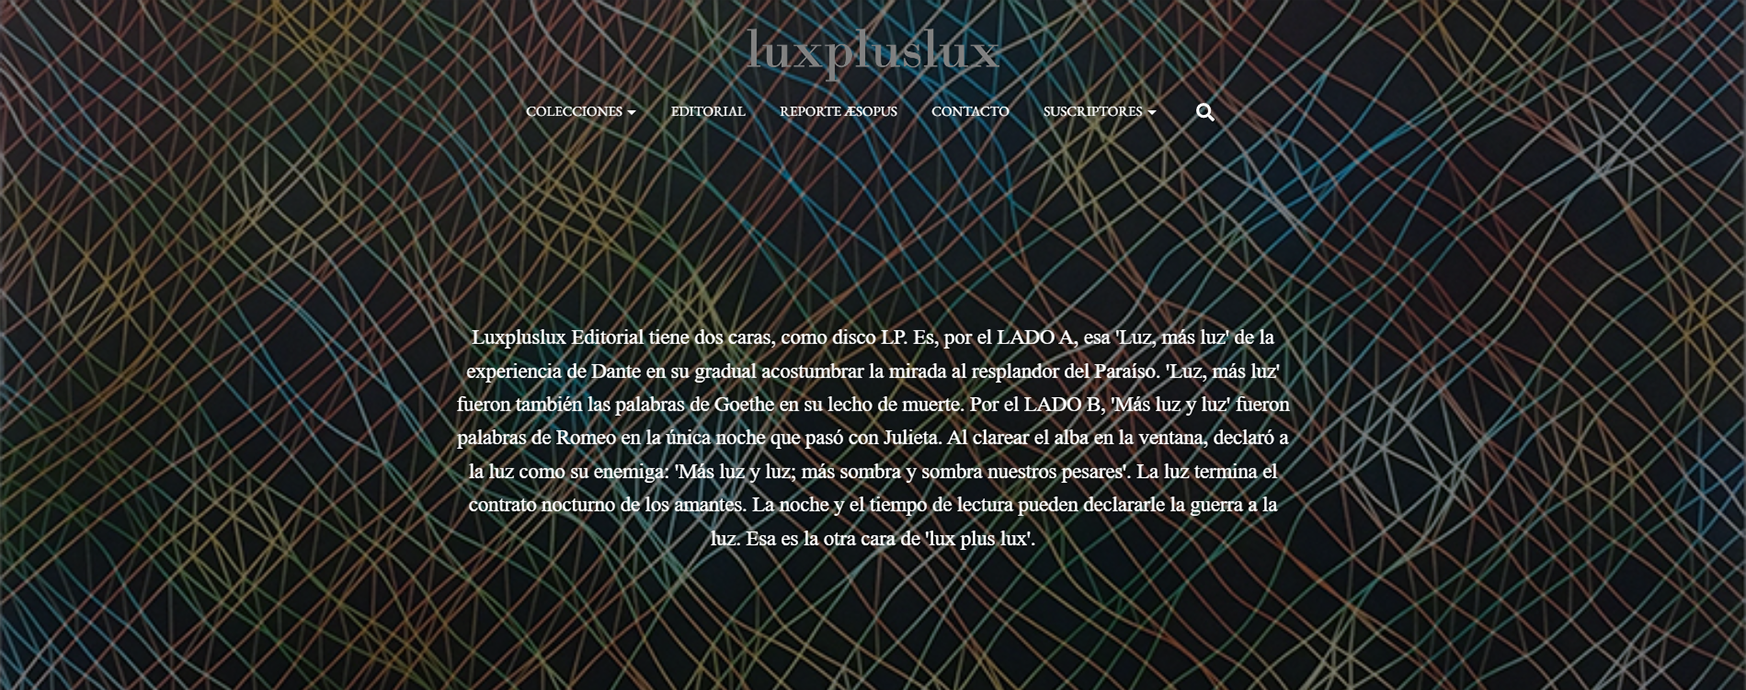 luxpluslux
COLECCIONES EDITORIAL REPORTE ÆSOPUS CONTACTO SUSCRIPTORES
Luxpluslux Editorial tiene dos caras, como disco LP. Es, por el LADO A, esa 'Luz, más luz' de la
experiencia de Dante en su gradual acostumbrar la mirada al resplandor del Paraíso. 'Luz, más luz'
fueron también las palabras de Goethe en su lecho de muerte. Por el LADO B, 'Más luz y luz' fueron
palabras de Romeo en la única noche que pasó con Julieta. Al clarear el alba en la ventana, declaró a
la luz como su enemiga: 'Más luz y luz; más sombra y sombra nuestros pesares'. La luz termina el
contrato nocturno de los amantes. La noche y el tiempo de lectura pueden declararle la guerra a la
luz. Esa es la otra cara de 'lux plus lux'.